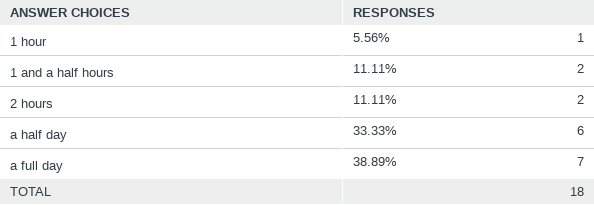 ANSWER CHOICES RESPONSES
1 hour 5.56% 1
1 and a half hours 11.11% 2
2 hours 11.11% 2
a half day 33.33% 6
a full day 38.89% 7
TOTAL 18